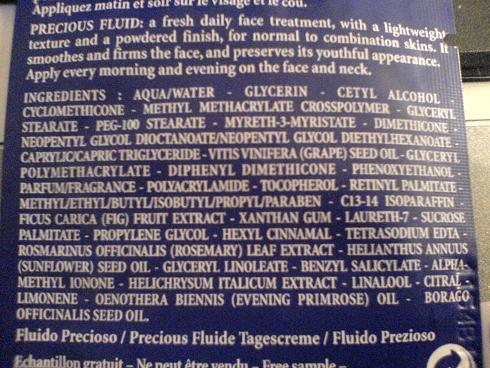 Appliquez matin et soir sur le visage et le cou.
PRECIOUS FLUID: a fresh daily face treatment, with a lightweight
texture and a powdered finish, for normal to combination skins. It
smoothes and firms the face, and preserves its youthful appearance.
Apply every morning and evening on the face and neck.
INGREDIENTS : AQUA/WATER - GLYCERIN - CETYL ALCOHOL -
CYCLOMETHICONE - METHYL METHACRYLATE CROSSPOLYMER - GLYCERYL
STEARATE - PEG-100 STEARATE - MYRETH-3-MYRISTATE - DIMETHICONE -
NEOPENTYL GLYCOL DIOCTANOATE/NEOPENTYL GLYCOL DIETHYLHEXANOATE
CAPRYLIC/CAPRIC TRIGLYCERIDE - VITIS VINIFERA (GRAPE) SEED OIL - GLYCERYL
POLYMETHACRYLATE - DIPHENYL DIMETHICONE - PHENOXYETHANOL -
PARFUM/FRAGRANCE - POLYACRYLAMIDE - TOCOPHEROL - RETINYL PALMITATE -
METHYL/ETHYL/BUTYL/ISOBUTYL/PROPYL/PARABEN - C13-14 ISOPARAFFIN -
FICUS CARICA (FIG) FRUIT EXTRACT - XANTHAN GUM - LAURETH-7 - SUCROSE
PALMITATE - PROPYLENE GLYCOL - HEXYL CINNAMAL - TETRASODIUM EDTA -
ROSMARINUS OFFICINALIS (ROSEMARY) LEAF EXTRACT - HELIANTHUS ANNUUS
(SUNFLOWER) SEED OIL - GLYCERYL LINOLEATE - BENZYL SALICYLATE - ALPHA-
METHYL IONONE - HELICHRYSUM ITALICUM EXTRACT - LINALOOL - CITRAL -
LIMONENE - OENOTHERA BIENNIS (EVENING PRIMROSE) OIL - BORAGO
OFFICINALIS SEED OIL.
Fluido Precioso / Precious Fluide Tagescreme / Fluido Prezioso
Echantillon gratuit – Ne peut être vendu – Free sample –